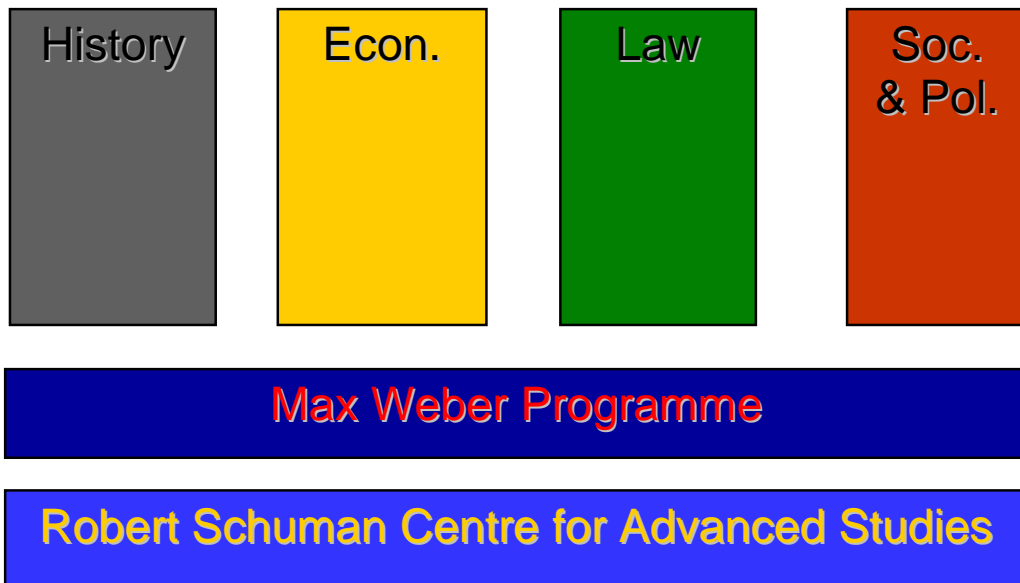 History
Econ.
Law
Soc.
& Pol.
Max Weber Programme
Robert Schuman Centre for Advanced Studies